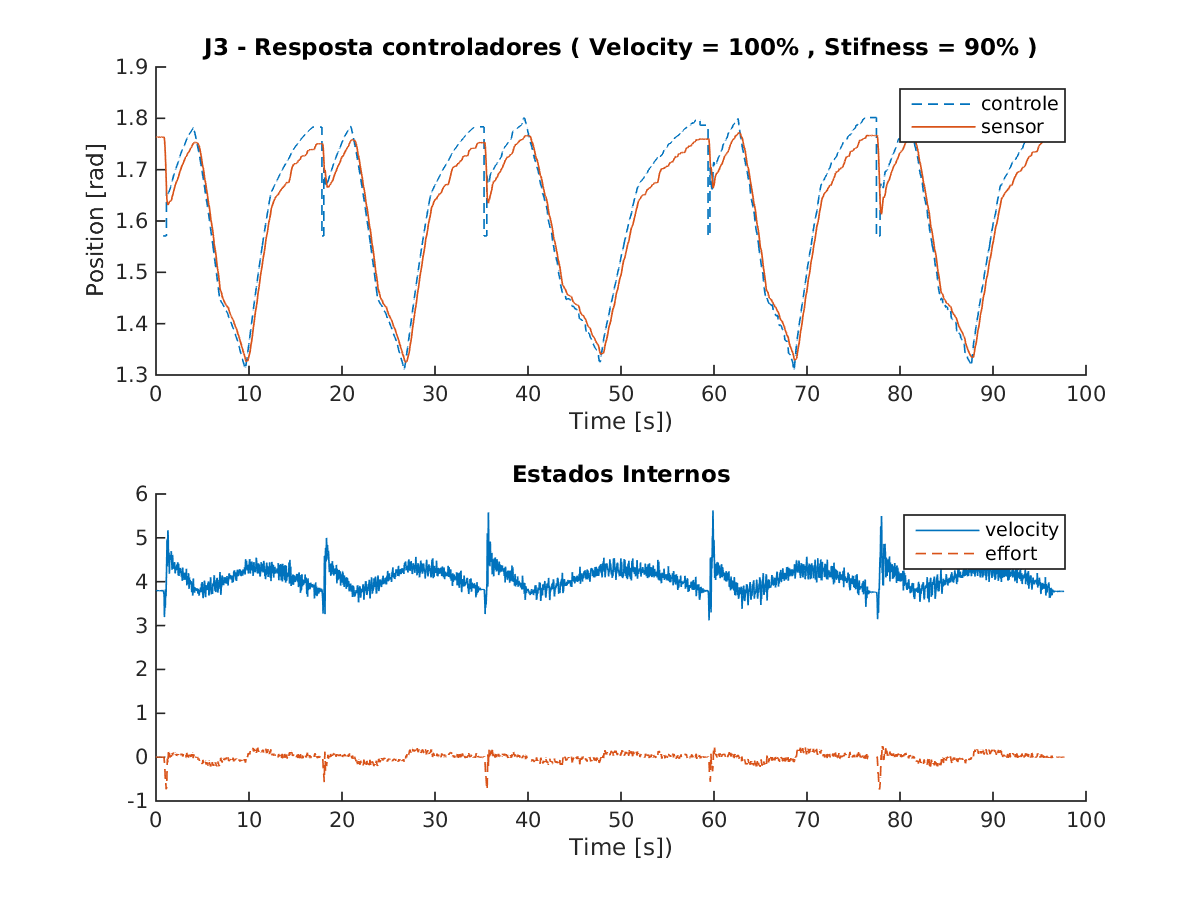 J3 - Resposta controladores ( Velocity = 100% , Stifness = 90% )
1.9
1.8
1.7
1.6
1.5
1.4
1.3
Position [rad]
controle
sensor
0 10 20 30 40 50 60 70 80 90 100
Time [s])
Estados Internos
6
5
4
3
2
1
0
-1
velocity
effort
0 10 20 30 40 50 60 70 80 90 100
Time [s])